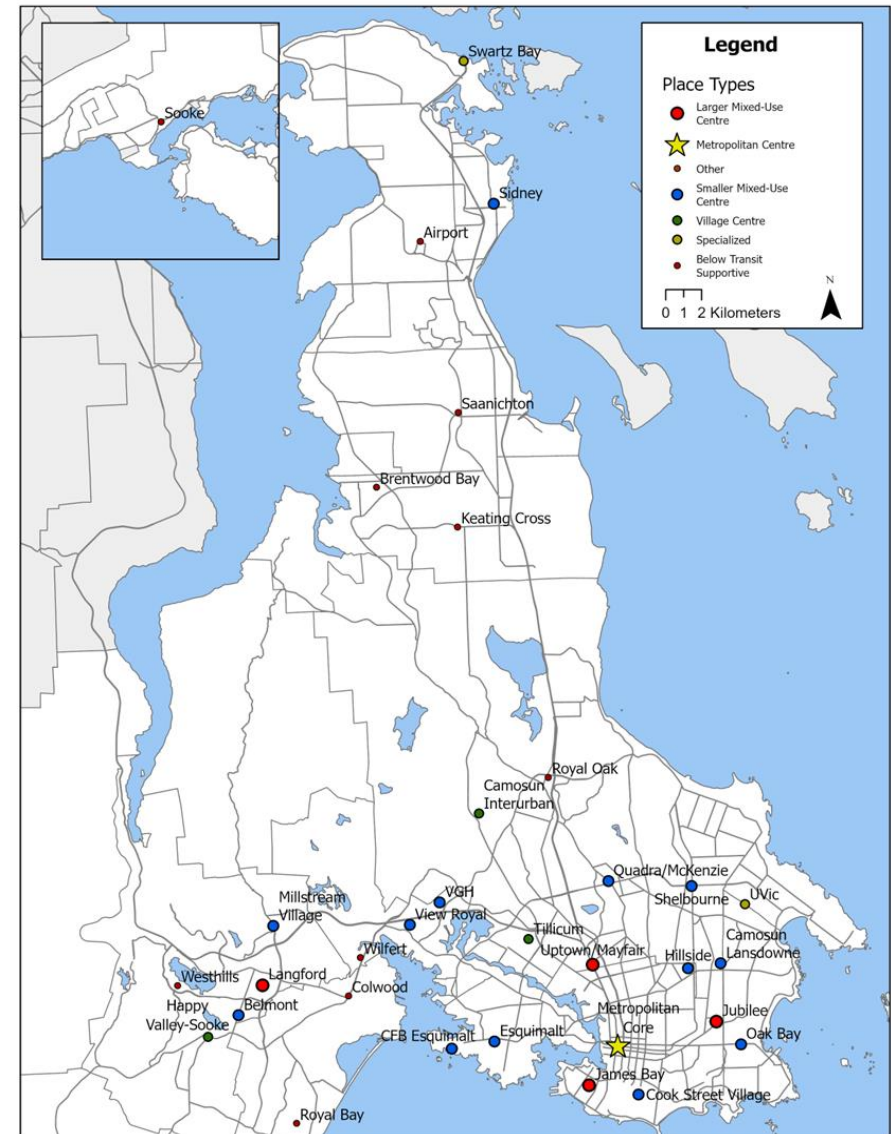 Sooke
Swartz Bay
Legend
Place Types
Larger Mixed-Use
Centre
Metropolitan Centre
Other
Smaller Mixed-Use
Centre
Village Centre
Specialized
Below Transit
Supportive
N
0 1 2 Kilometers
Sidney
Airport
Saanichton
Brentwood Bay
Keating Cross
Royal Oak
Camosun
Interurban
Quadra/McKenzie
VGH
Shelbourne
UVic
Millstream
Village
View Royal
Tillicum
Camosun
Lansdowne
Wilfert
Uptown/Mayfair
Hillside
Westhills
Langford
Colwood
Metropolitan
Core
Jubilee
Happy
Valley-Sooke
Belmont
CFB Esquimalt
Esquimalt
Oak Bay
James Bay
Cook Street Village
Royal Bay